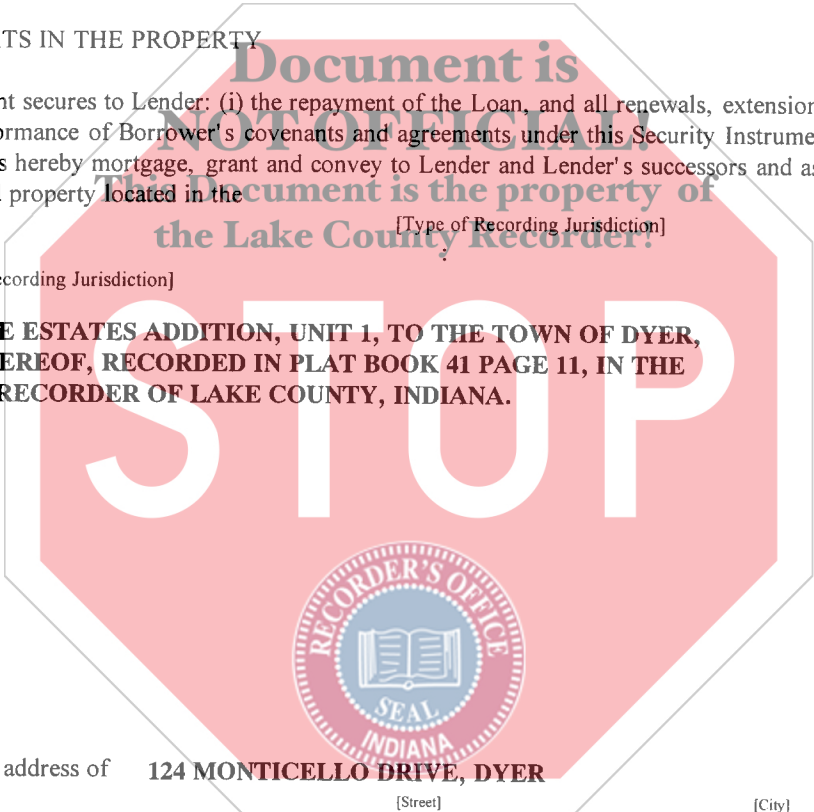 TS IN THE PROPERTY
Document is
nt secures to Lender: (i) the repayment of the Loan, and all renewals, extension
NOT OFFICIAL!
ormance of Borrower's covenants and agreements under this Security Instrume
s hereby mortgage, grant and convey to Lender and Lender's successors and as
This Document is the property of
property located in the
[Type of Recording Jurisdiction]
the Lake County Recorder!
:
ecording Jurisdiction]
E ESTATES ADDITION, UNIT 1, TO THE TOWN OF DYER,
EREOF, RECORDED IN PLAT BOOK 41 PAGE 11, IN THE
RECORDER OF LAKE COUNTY, INDIANA.
STOP
RECORDER'S OFFICE
SEAL
INDIANA
address of 124 MONTICELLO DRIVE, DYER
[Street] [City]